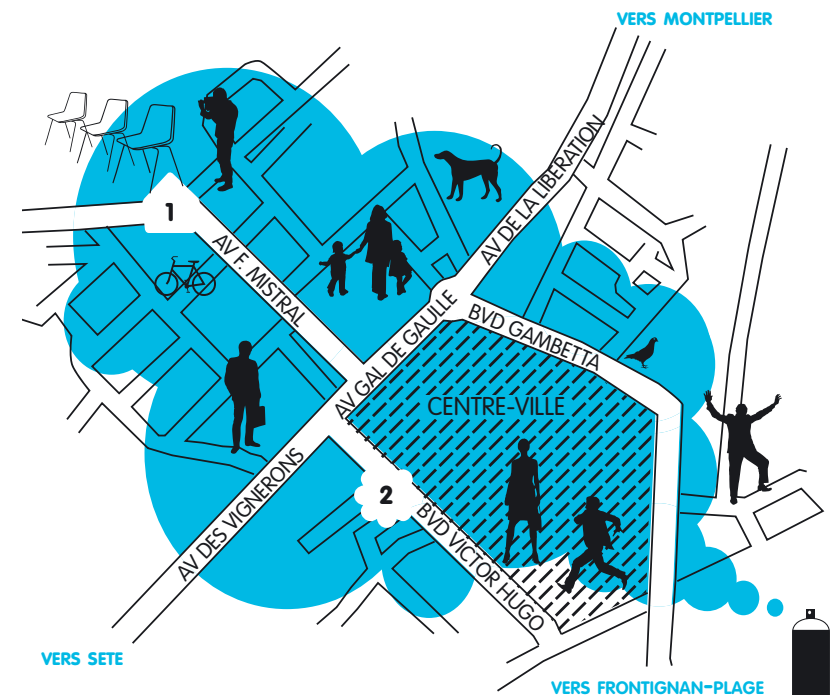 VERS MONTPELLIER
AV DE LA LIBERATION
1
AV F. MISTRAL
AV GAL DE GAULLE
BVD GAMBETTA
CENTRE-VILLE
2
AV DES VIGNERONS
BVD VICTOR HUGO
VERS SETE
VERS FRONTIGNAN-PLAGE